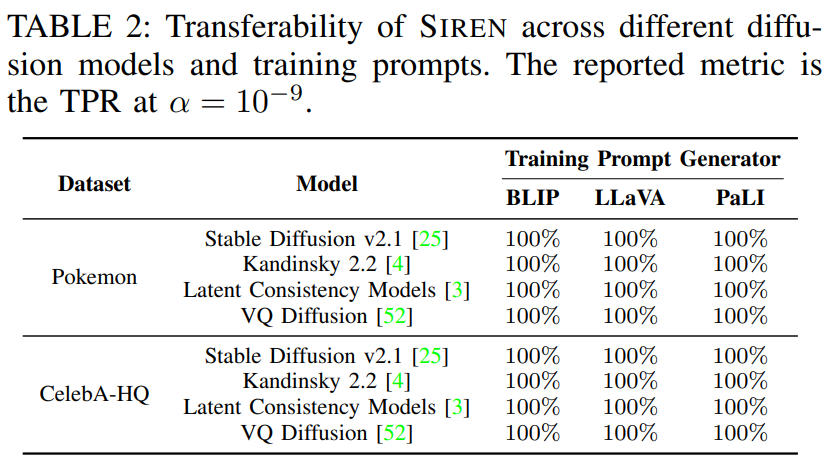 TABLE 2: Transferability of SIREN across different diffu-
sion models and training prompts. The reported metric is
the TPR at α = 10⁻⁹.
Dataset Model Training Prompt Generator
BLIP LLaVA PaLI
Pokemon
Stable Diffusion v2.1 [25] 100% 100% 100%
Kandinsky 2.2 [4] 100% 100% 100%
Latent Consistency Models [3] 100% 100% 100%
VQ Diffusion [52] 100% 100% 100%
CelebA-HQ
Stable Diffusion v2.1 [25] 100% 100% 100%
Kandinsky 2.2 [4] 100% 100% 100%
Latent Consistency Models [3] 100% 100% 100%
VQ Diffusion [52] 100% 100% 100%